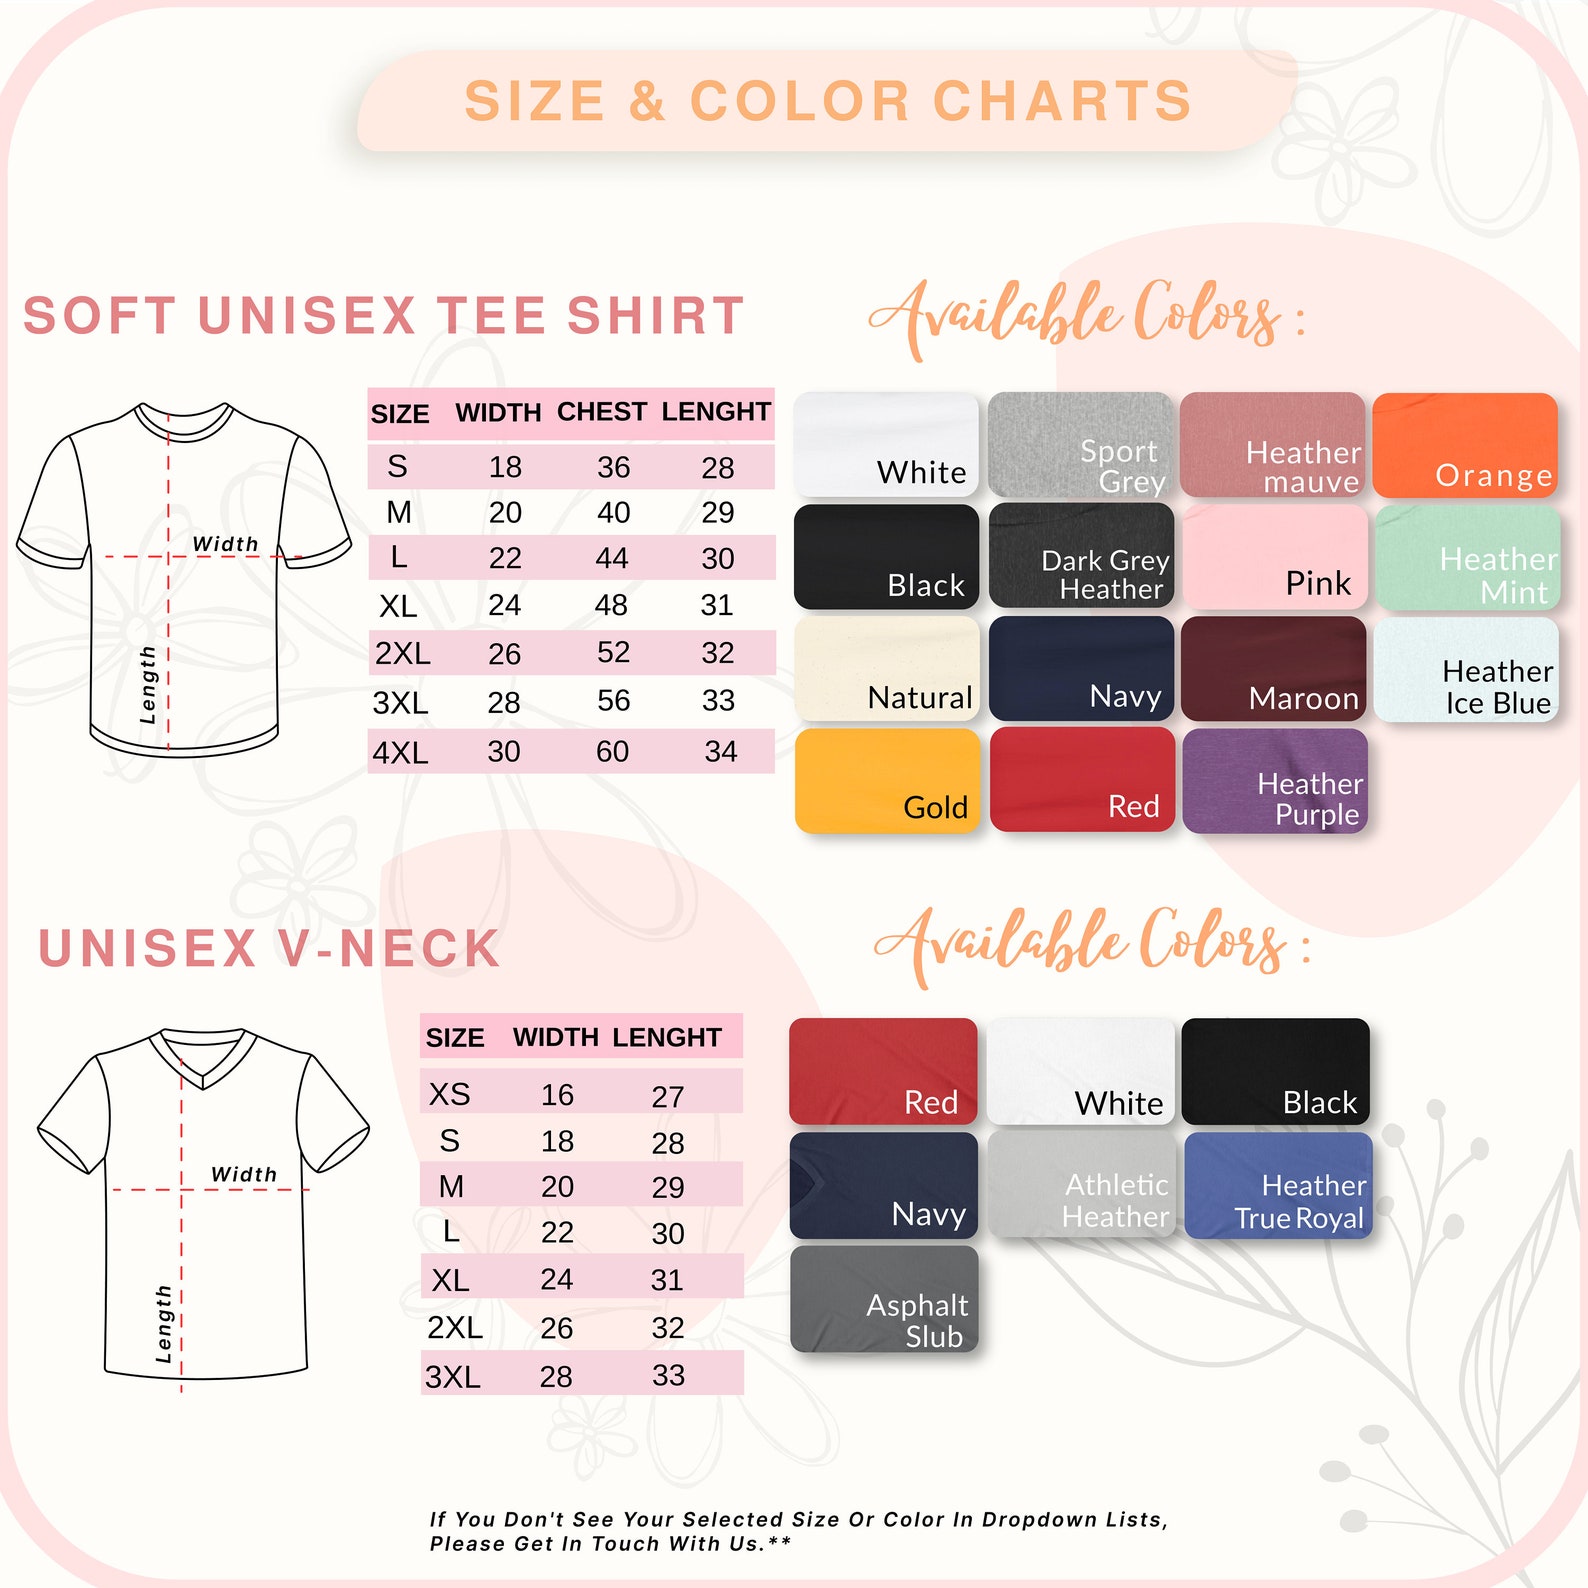 SIZE & COLOR CHARTS
SOFT UNISEX TEE SHIRT
Available Colors :
Width
Length
SIZE WIDTH CHEST LENGHT
S 18 36 28
M 20 40 29
L 22 44 30
XL 24 48 31
2XL 26 52 32
3XL 28 56 33
4XL 30 60 34
White
Sport
Grey
Heather
mauve
Orange
Black
Dark Grey
Heather
Pink
Heather
Mint
Natural
Navy
Maroon
Heather
Ice Blue
Gold
Red
Heather
Purple
UNISEX V-NECK
Available Colors :
Width
Length
SIZE WIDTH LENGHT
XS 16 27
S 18 28
M 20 29
L 22 30
XL 24 31
2XL 26 32
3XL 28 33
Red
White
Black
Navy
Athletic
Heather
Heather
True Royal
Asphalt
Slub
If You Don't See Your Selected Size Or Color In Dropdown Lists,
Please Get In Touch With Us.**